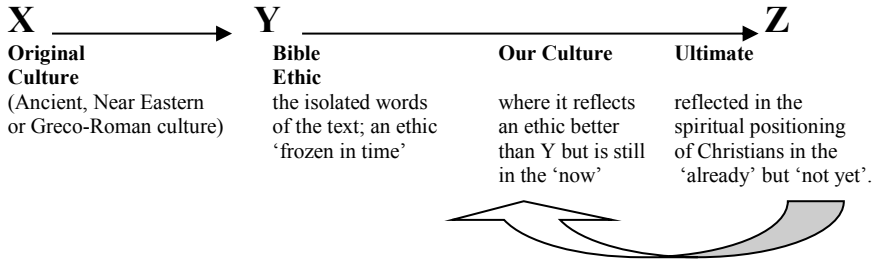 X Y Z
Original Bible Our Culture Ultimate
Culture Ethic
(Ancient, Near Eastern the isolated words where it reflects reflected in the
or Greco-Roman culture) of the text; an ethic an ethic better spiritual positioning
‘frozen in time’ than Y but is still of Christians in the
in the ‘now’ ‘already’ but ‘not yet’.